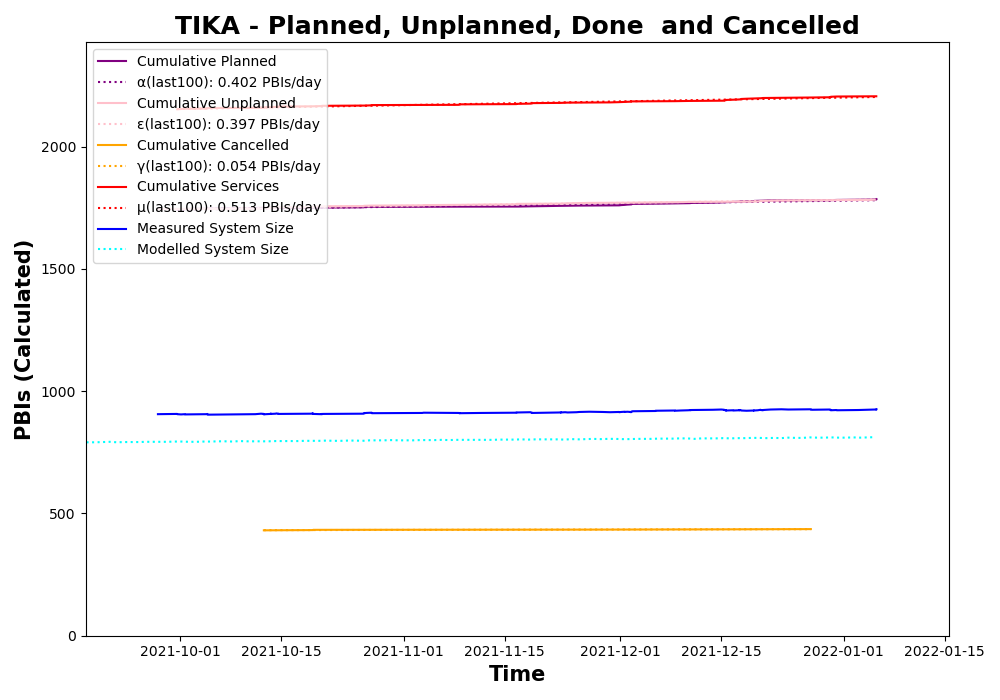 TIKA - Planned, Unplanned, Done  and Cancelled
Cumulative Planned
α(last100): 0.402 PBIs/day
Cumulative Unplanned
ε(last100): 0.397 PBIs/day
Cumulative Cancelled
γ(last100): 0.054 PBIs/day
Cumulative Services
μ(last100): 0.513 PBIs/day
Measured System Size
Modelled System Size
PBIs (Calculated)
2000
1500
1000
500
0
2021-10-01 2021-10-15 2021-11-01 2021-11-15 2021-12-01 2021-12-15 2022-01-01 2022-01-15
Time